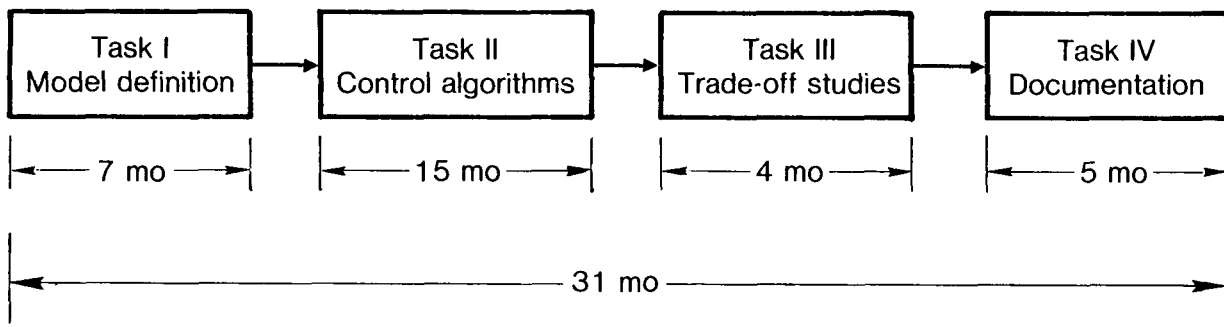 Task I
Model definition
Task II
Control algorithms
Task III
Trade-off studies
Task IV
Documentation
7 mo
15 mo
4 mo
5 mo
31 mo